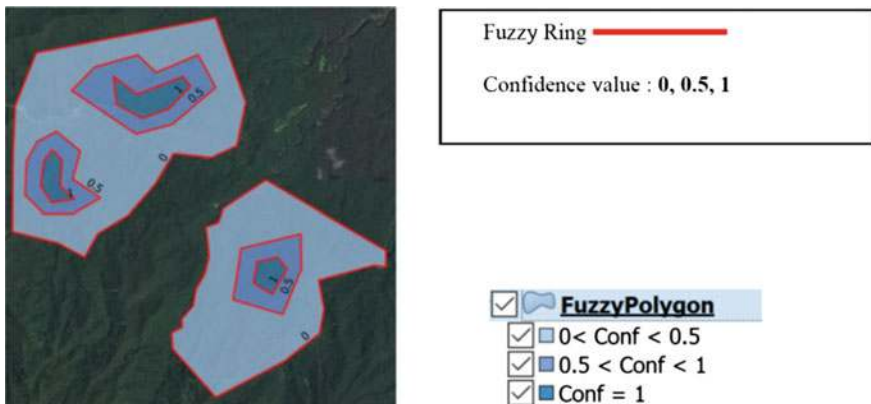 Fuzzy Ring
Confidence value : 0, 0.5, 1
1
0.5
0
0.5
1
1
0.5
0
FuzzyPolygon
0< Conf < 0.5
0.5 < Conf < 1
Conf = 1